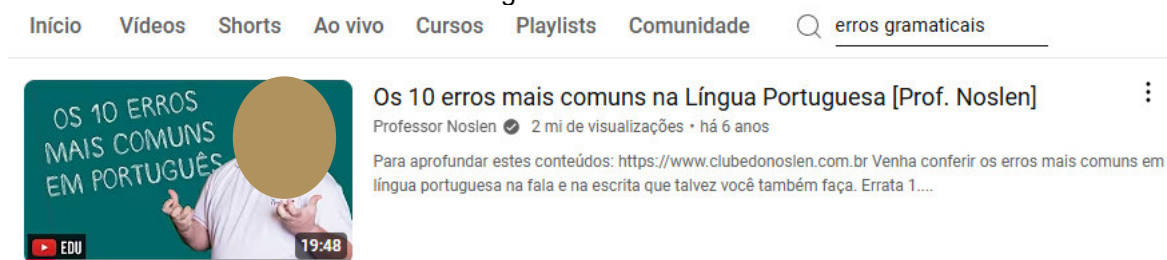 Início Vídeos Shorts Ao vivo Cursos Playlists Comunidade erros gramaticais
OS 10 ERROS
MAIS COMUNS
EM PORTUGUÊS
EDU
19:48
Os 10 erros mais comuns na Língua Portuguesa [Prof. Noslen]
Professor Noslen 2 mi de visualizações • há 6 anos
Para aprofundar estes conteúdos: https://www.clubedonoslen.com.br Venha conferir os erros mais comuns em
língua portuguesa na fala e na escrita que talvez você também faça. Errata 1....